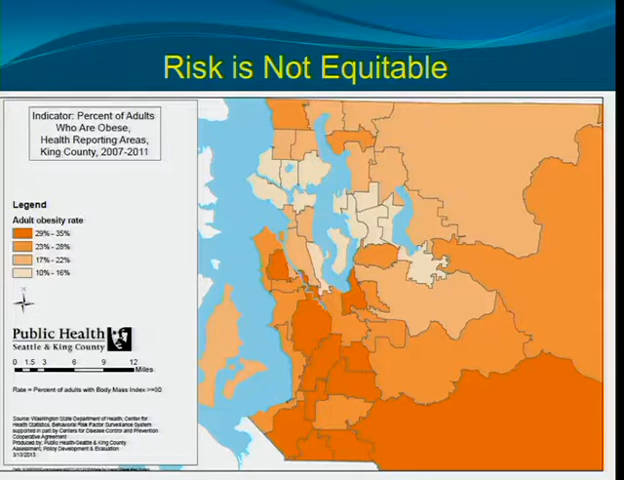 Risk is Not Equitable
Indicator: Percent of Adults
Who Are Obese,
Health Reporting Areas,
King County, 2007-2011
Legend
Adult obesity rate
29% - 35%
23% - 28%
17% - 22%
10% - 16%
N
Public Health
Seattle & King County
0 1.5 3 6 9 12
Miles
Rate = Percent of adults with Body Mass Index >=30
Source: Washington State Department of Health, Center for
Health Statistics, Behavioral Risk Factor Surveillance System
supported in part by Centers for Disease Control and Prevention
Cooperative Agreement
Produced by: Public Health-Seattle & King County
Assessment, Policy Development & Evaluation